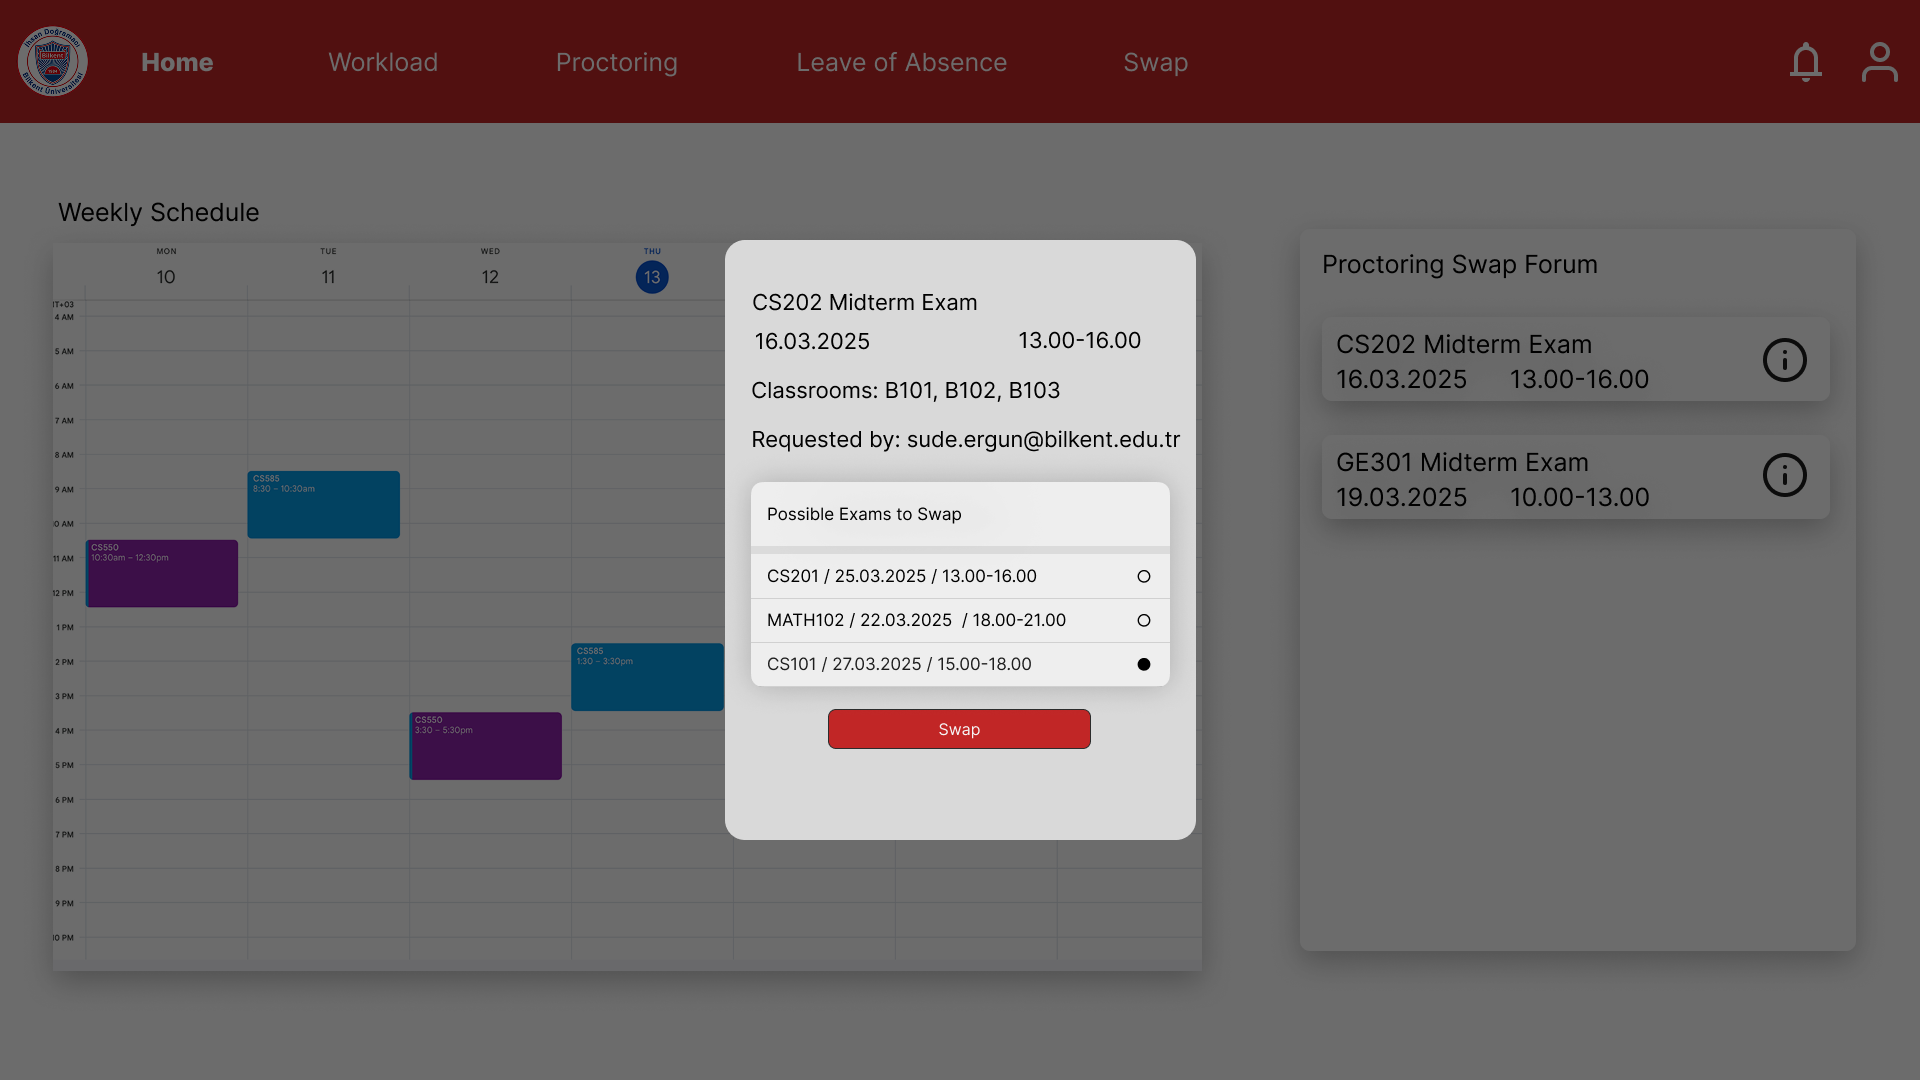 İhsan Doğramacı
Bilkent
Bilkent Üniversitesi
Home
Workload
Proctoring
Leave of Absence
Swap
Weekly Schedule
MON
TUE
WED
THU
10
11
12
13
T+03
4 AM
5 AM
6 AM
7 AM
8 AM
9 AM
0 AM
11 AM
12 PM
1 PM
2 PM
3 PM
4 PM
5 PM
6 PM
7 PM
8 PM
9 PM
0 PM
CS550
10:30am – 12:30pm
CS585
8:30 – 10:30am
CS550
3:30 – 5:30pm
CS585
1:30 – 3:30pm
CS202 Midterm Exam
16.03.2025 13.00-16.00
Classrooms: B101, B102, B103
Requested by: sude.ergun@bilkent.edu.tr
Possible Exams to Swap
CS201 / 25.03.2025 / 13.00-16.00
MATH102 / 22.03.2025 / 18.00-21.00
CS101 / 27.03.2025 / 15.00-18.00
Swap
Proctoring Swap Forum
CS202 Midterm Exam
16.03.2025 13.00-16.00
GE301 Midterm Exam
19.03.2025 10.00-13.00